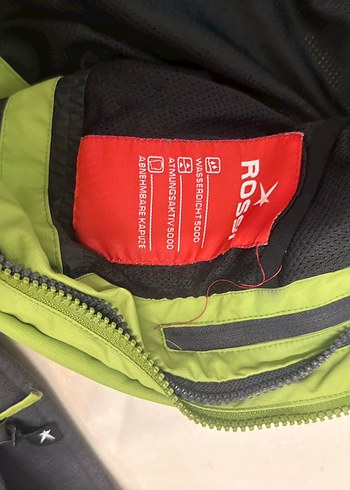 ROSSI
WASSERDICHT 5000
ATMUNGSAKTIV 5000
ABNEHMBARE KAPUZE